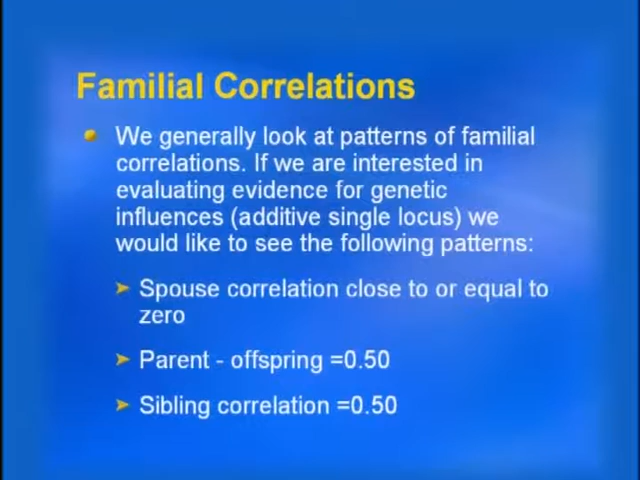 Familial Correlations
We generally look at patterns of familial
correlations. If we are interested in
evaluating evidence for genetic
influences (additive single locus) we
would like to see the following patterns:
Spouse correlation close to or equal to
zero
Parent - offspring =0.50
Sibling correlation =0.50